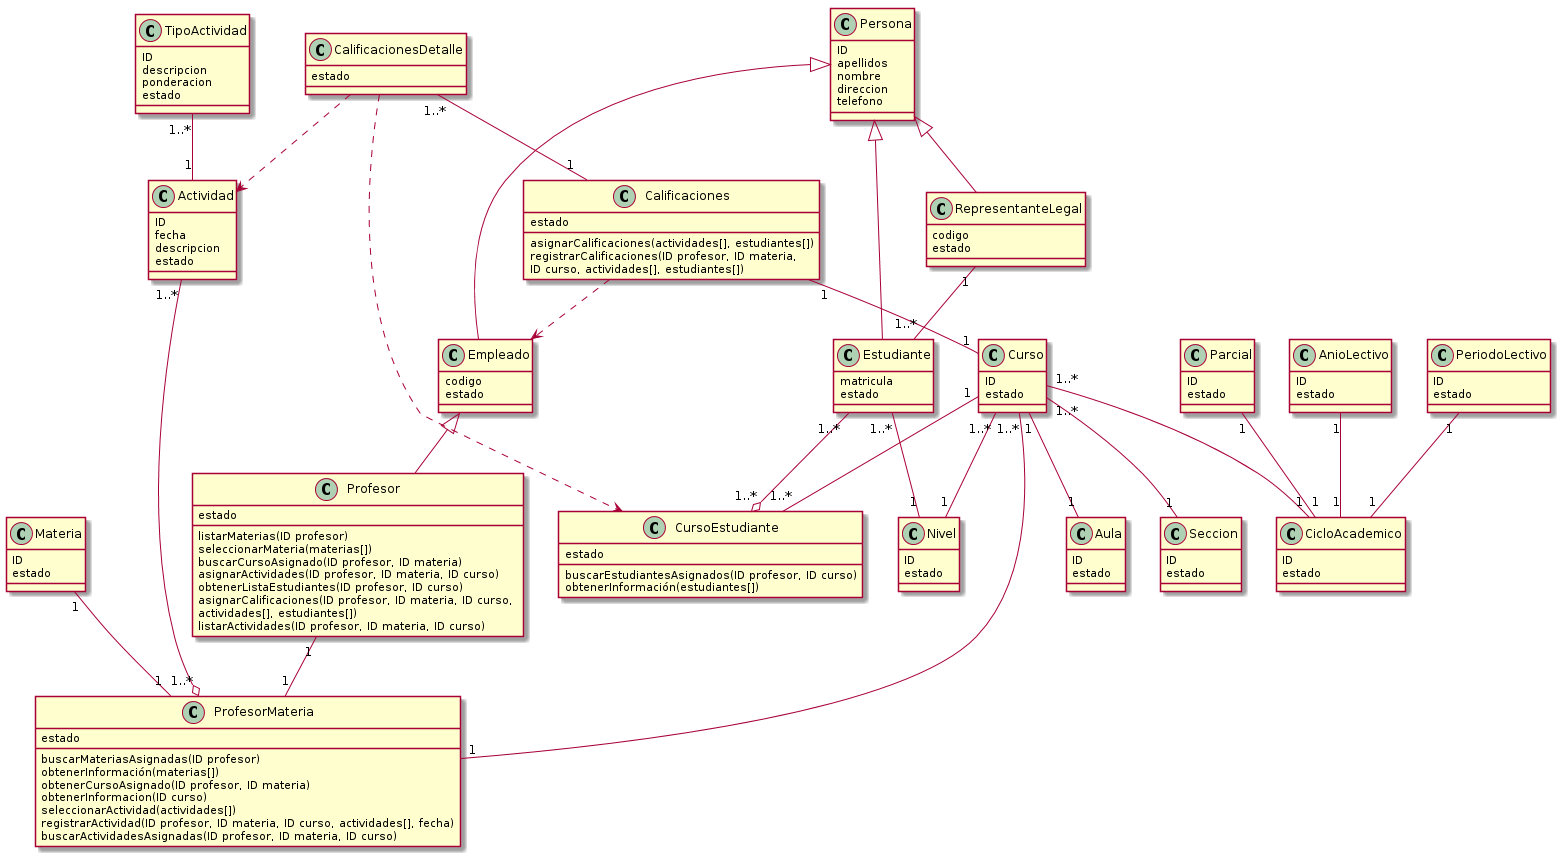 C TipoActividad
ID
descripcion
ponderacion
estado
C CalificacionesDetalle
estado
C Persona
ID
apellidos
nombre
direccion
telefono
1..*
1
1..*
1
C Actividad
ID
fecha
descripcion
estado
C Calificaciones
estado
asignarCalificaciones(actividades[], estudiantes[])
registrarCalificaciones(ID profesor, ID materia,
ID curso, actividades[], estudiantes[])
C RepresentanteLegal
codigo
estado
1..*
1
1
1..*
1
C Empleado
codigo
estado
C Estudiante
matricula
estado
C Curso
ID
estado
C Parcial
ID
estado
C AnioLectivo
ID
estado
C PeriodoLectivo
ID
estado
1..*
1
1..*
1..*
1..*
1..*
1..*
1
1
1
1
C Profesor
estado
listarMaterias(ID profesor)
seleccionarMateria(materias[])
buscarCursoAsignado(ID profesor, ID materia)
asignarActividades(ID profesor, ID materia, ID curso)
obtenerListaEstudiantes(ID profesor, ID curso)
asignarCalificaciones(ID profesor, ID materia, ID curso,
actividades[], estudiantes[])
listarActividades(ID profesor, ID materia, ID curso)
1..*
1..*
1
1
1
1
1
1
1
1
C Materia
ID
estado
C CursoEstudiante
estado
buscarEstudiantesAsignados(ID profesor, ID curso)
obtenerInformación(estudiantes[])
C Nivel
ID
estado
C Aula
ID
estado
C Seccion
ID
estado
C CicloAcademico
ID
estado
1
1
1
1..*
1
1
C ProfesorMateria
estado
buscarMateriasAsignadas(ID profesor)
obtenerInformación(materias[])
obtenerCursoAsignado(ID profesor, ID materia)
obtenerInformacion(ID curso)
seleccionarActividad(actividades[])
registrarActividad(ID profesor, ID materia, ID curso, actividades[], fecha)
buscarActividadesAsignadas(ID profesor, ID materia, ID curso)